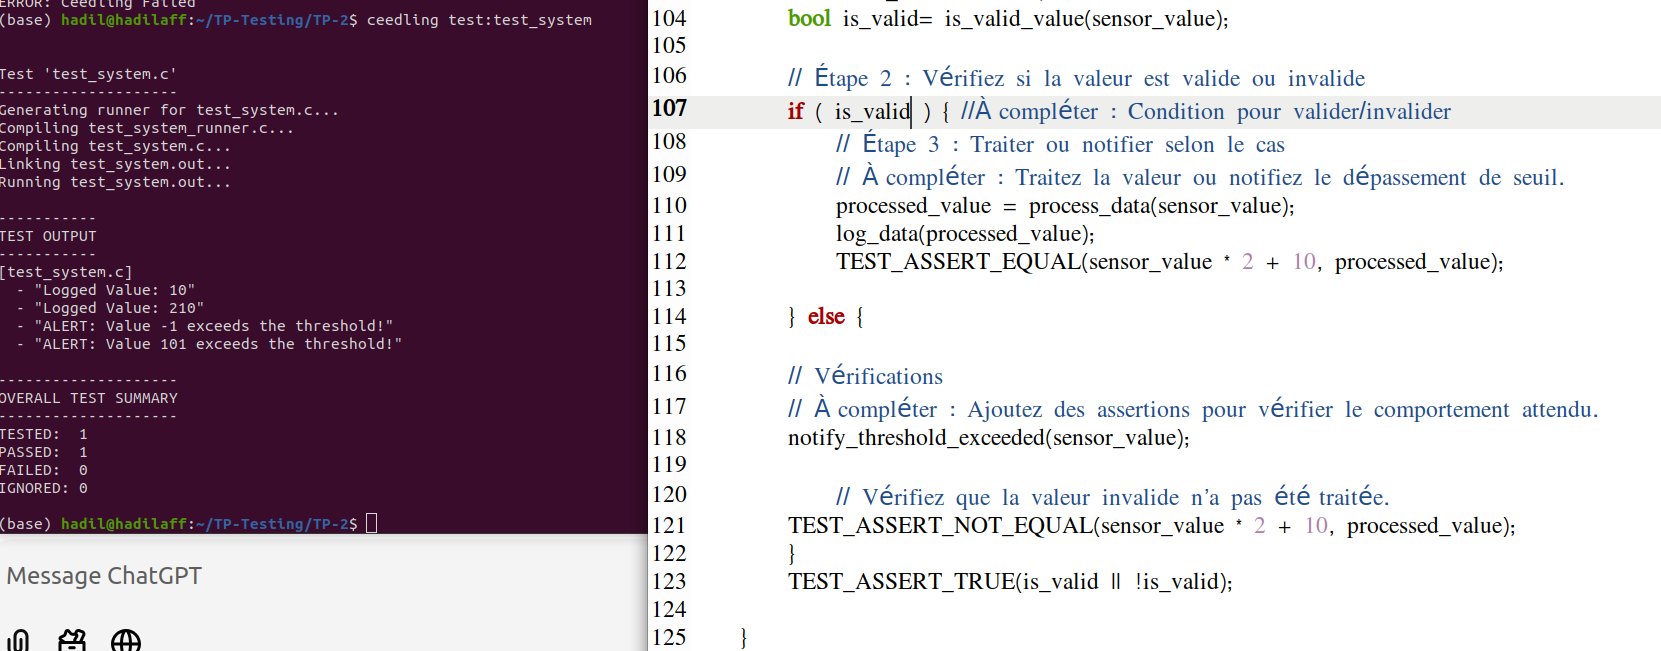 ERROR: Ceedling Failed
(base) hadil@hadilaff:~/TP-Testing/TP-2$ ceedling test:test_system
Test 'test_system.c'
--------------------
Generating runner for test_system.c...
Compiling test_system_runner.c...
Compiling test_system.c...
Linking test_system.out...
Running test_system.out...
-----------
TEST OUTPUT
-----------
[test_system.c]
- "Logged Value: 10"
- "Logged Value: 210"
- "ALERT: Value -1 exceeds the threshold!"
- "ALERT: Value 101 exceeds the threshold!"
--------------------
OVERALL TEST SUMMARY
--------------------
TESTED: 1
PASSED: 1
FAILED: 0
IGNORED: 0
(base) hadil@hadilaff:~/TP-Testing/TP-2$
Message ChatGPT
104 bool is_valid= is_valid_value(sensor_value);
105
106 // Étape 2 : Vérifiez si la valeur est valide ou invalide
107 if ( is_valid ) { //À compléter : Condition pour valider/invalider
108 // Étape 3 : Traiter ou notifier selon le cas
109 // À compléter : Traitez la valeur ou notifiez le dépassement de seuil.
110 processed_value = process_data(sensor_value);
111 log_data(processed_value);
112 TEST_ASSERT_EQUAL(sensor_value * 2 + 10, processed_value);
113
114 } else {
115
116 // Vérifications
117 // À compléter : Ajoutez des assertions pour vérifier le comportement attendu.
118 notify_threshold_exceeded(sensor_value);
119
120 // Vérifiez que la valeur invalide n'a pas été traitée.
121 TEST_ASSERT_NOT_EQUAL(sensor_value * 2 + 10, processed_value);
122 }
123 TEST_ASSERT_TRUE(is_valid || !is_valid);
124
125 }